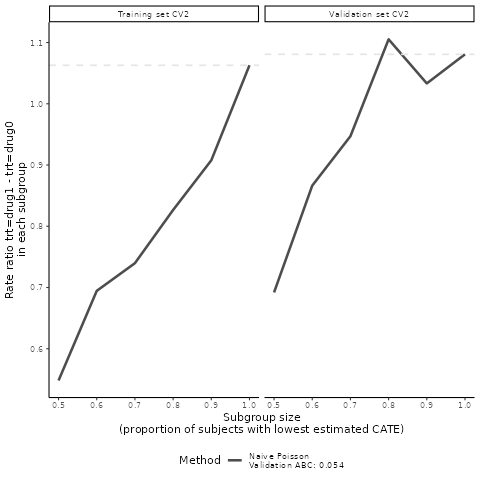 Training set CV2
Validation set CV2
1.1
1.0
0.9
0.8
0.7
0.6
Rate ratio trt=drug1 - trt=drug0
in each subgroup
0.5 0.6 0.7 0.8 0.9 1.0
0.5 0.6 0.7 0.8 0.9 1.0
Subgroup size
(proportion of subjects with lowest estimated CATE)
Method
Naive Poisson
Validation ABC: 0.054